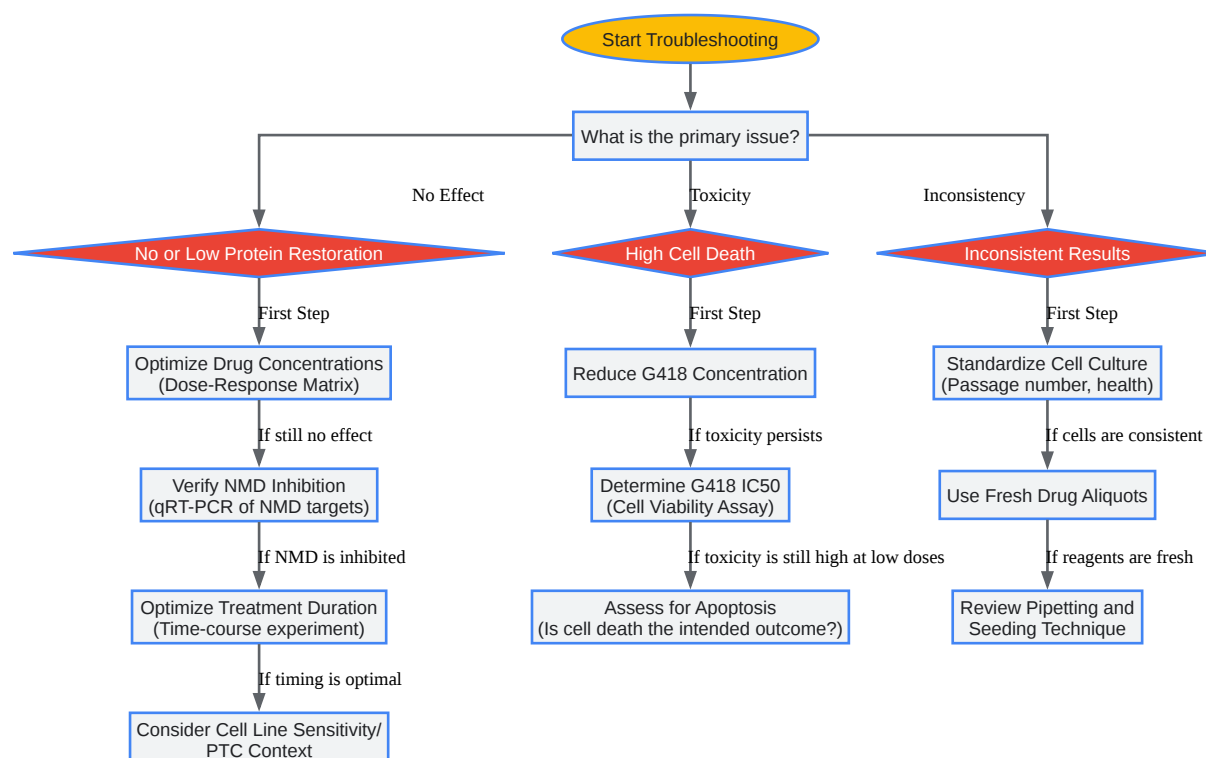 Start Troubleshooting
What is the primary issue?
No Effect
Toxicity
Inconsistency
No or Low Protein Restoration
High Cell Death
Inconsistent Results
First Step
First Step
First Step
Optimize Drug Concentrations
(Dose-Response Matrix)
Reduce G418 Concentration
Standardize Cell Culture
(Passage number, health)
If still no effect
If toxicity persists
If cells are consistent
Verify NMD Inhibition
(qRT-PCR of NMD targets)
Determine G418 IC50
(Cell Viability Assay)
Use Fresh Drug Aliquots
If NMD is inhibited
If toxicity is still high at low doses
If reagents are fresh
Optimize Treatment Duration
(Time-course experiment)
Assess for Apoptosis
(Is cell death the intended outcome?)
Review Pipetting and
Seeding Technique
If timing is optimal
Consider Cell Line Sensitivity/
PTC Context